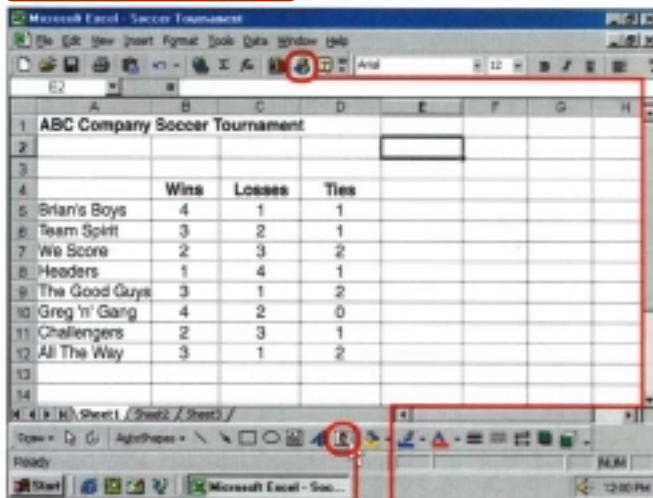 Microsoft Excel - Soccer Tournament
File Edit View Insert Format Tools Data Window Help
Arial 12 B I U
E2 =
A B C D E F G H
1 ABC Company Soccer Tournament
2
3
4 Wins Losses Ties
5 Brian's Boys 4 1 1
6 Team Spirit 3 2 1
7 We Score 2 3 2
8 Headers 1 4 1
9 The Good Guys 3 1 2
10 Greg 'n' Gang 4 2 0
11 Challengers 2 3 1
12 All The Way 3 1 2
13
14
Sheet1 / Sheet2 / Sheet3 /
Draw AutoShapes
Ready NUM
Start Microsoft Excel - Soc... 12:00 PM